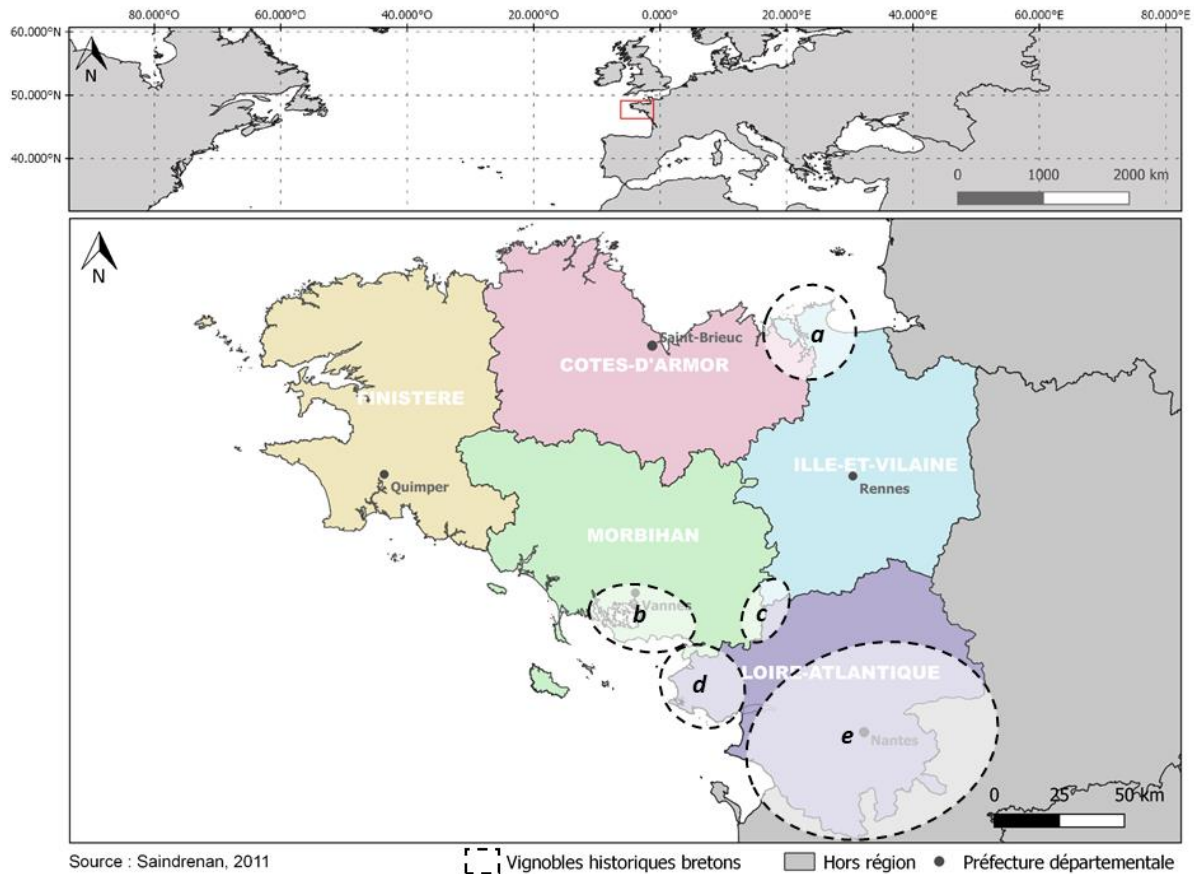 80.000°W 60.000°W 40.000°W 20.000°W 0.000°E 20.000°E 40.000°E 60.000°E 80.000°E
60.000°N
N
50.000°N
40.000°N
0 1000 2000 km
N
Saint-Brieuc
a
COTES-D'ARMOR
FINISTERE
ILLE-ET-VILAINE
Quimper
Rennes
MORBIHAN
Vannes
b
c
LOIRE-ATLANTIQUE
d
e
Nantes
0 25 50 km
Source : Saindrenan, 2011
Vignobles historiques bretons
Hors région
Préfecture départementale